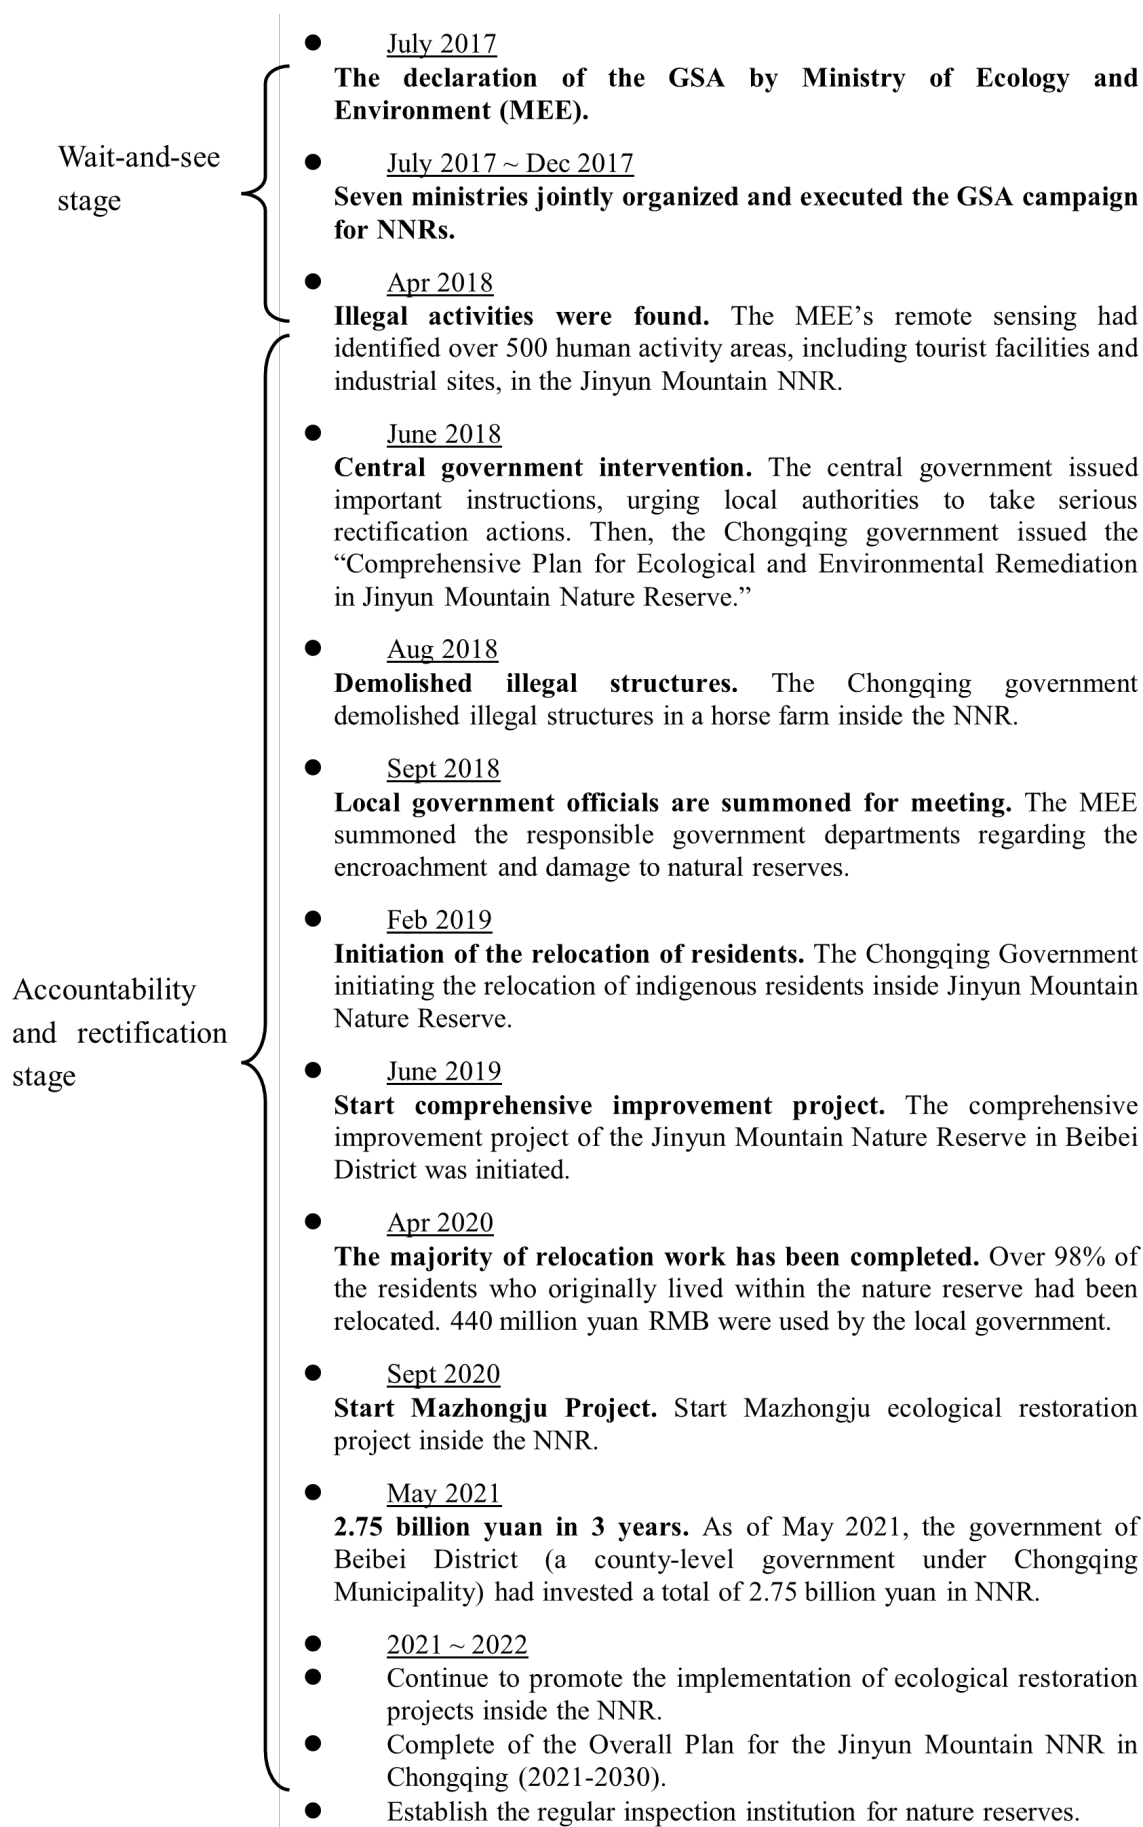 July 2017
The declaration of the GSA by Ministry of Ecology and
Environment (MEE).
Wait-and-see
stage
July 2017 ~ Dec 2017
Seven ministries jointly organized and executed the GSA campaign
for NNRs.
Apr 2018
Illegal activities were found. The MEE’s remote sensing had
identified over 500 human activity areas, including tourist facilities and
industrial sites, in the Jinyun Mountain NNR.
June 2018
Central government intervention. The central government issued
important instructions, urging local authorities to take serious
rectification actions. Then, the Chongqing government issued the
“Comprehensive Plan for Ecological and Environmental Remediation
in Jinyun Mountain Nature Reserve.”
Aug 2018
Demolished illegal structures. The Chongqing government
demolished illegal structures in a horse farm inside the NNR.
Sept 2018
Local government officials are summoned for meeting. The MEE
summoned the responsible government departments regarding the
encroachment and damage to natural reserves.
Feb 2019
Initiation of the relocation of residents. The Chongqing Government
initiating the relocation of indigenous residents inside Jinyun Mountain
Nature Reserve.
Accountability
and rectification
stage
June 2019
Start comprehensive improvement project. The comprehensive
improvement project of the Jinyun Mountain Nature Reserve in Beibei
District was initiated.
Apr 2020
The majority of relocation work has been completed. Over 98% of
the residents who originally lived within the nature reserve had been
relocated. 440 million yuan RMB were used by the local government.
Sept 2020
Start Mazhongju Project. Start Mazhongju ecological restoration
project inside the NNR.
May 2021
2.75 billion yuan in 3 years. As of May 2021, the government of
Beibei District (a county-level government under Chongqing
Municipality) had invested a total of 2.75 billion yuan in NNR.
2021 ~ 2022
Continue to promote the implementation of ecological restoration
projects inside the NNR.
Complete of the Overall Plan for the Jinyun Mountain NNR in
Chongqing (2021-2030).
Establish the regular inspection institution for nature reserves.